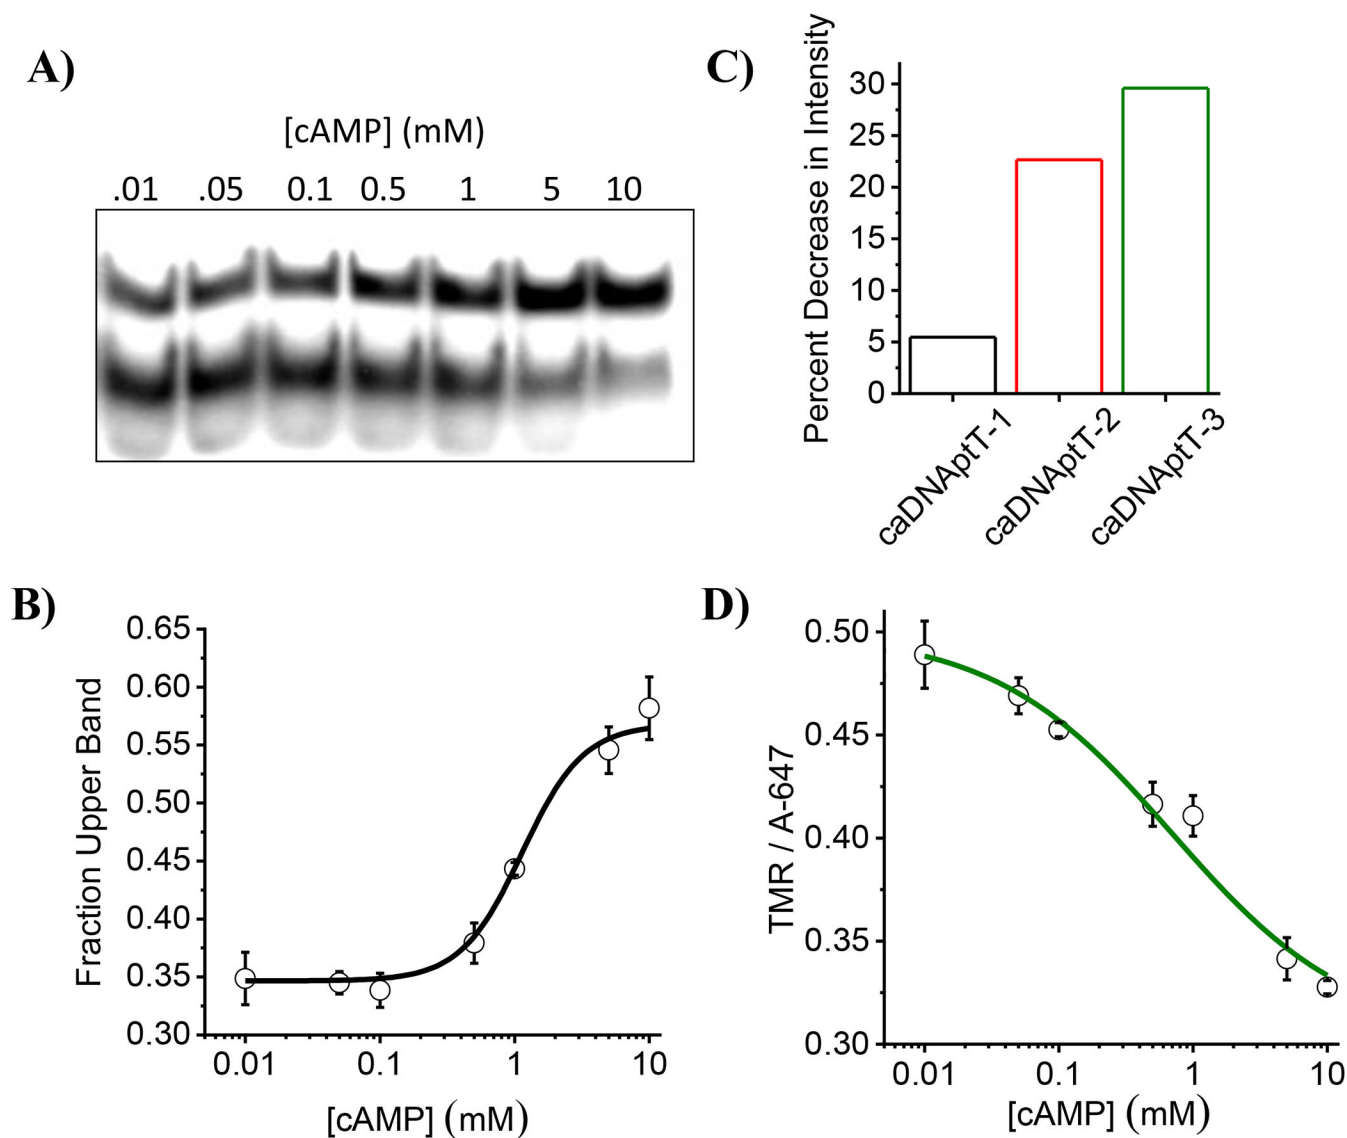 A)
[cAMP] (mM)
.01 .05 0.1 0.5 1 5 10
C)
Percent Decrease in Intensity
30
25
20
15
10
5
0
caDNAptT-1
caDNAptT-2
caDNAptT-3
B)
Fraction Upper Band
0.65
0.60
0.55
0.50
0.45
0.40
0.35
0.30
0.01 0.1 1 10
[cAMP] (mM)
D)
TMR / A-647
0.50
0.45
0.40
0.35
0.30
0.01 0.1 1 10
[cAMP] (mM)